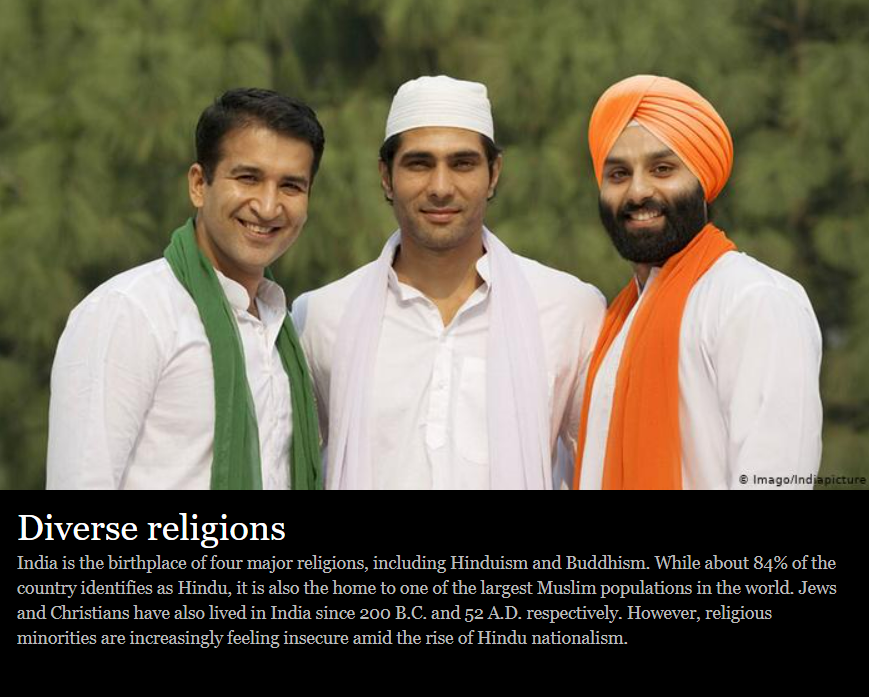 © Imago/Indiapicture
Diverse religions
India is the birthplace of four major religions, including Hinduism and Buddhism. While about 84% of the
country identifies as Hindu, it is also the home to one of the largest Muslim populations in the world. Jews
and Christians have also lived in India since 200 B.C. and 52 A.D. respectively. However, religious
minorities are increasingly feeling insecure amid the rise of Hindu nationalism.